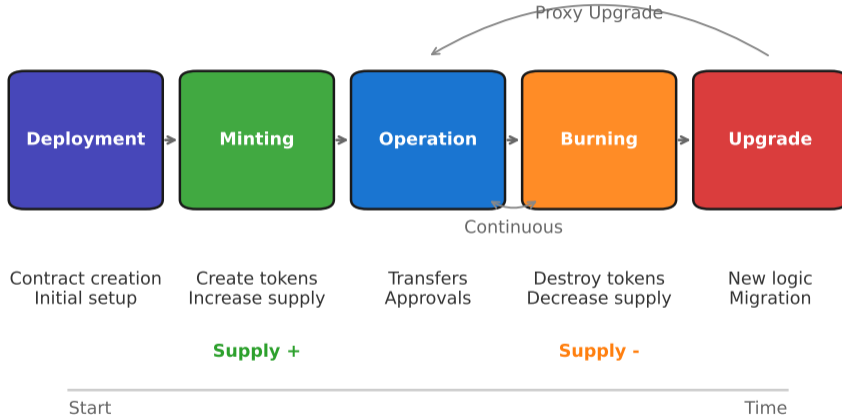 Proxy Upgrade
Deployment
Minting
Operation
Burning
Upgrade
Continuous
Contract creation
Initial setup
Create tokens
Increase supply
Transfers
Approvals
Destroy tokens
Decrease supply
New logic
Migration
Supply +
Supply -
Start
Time